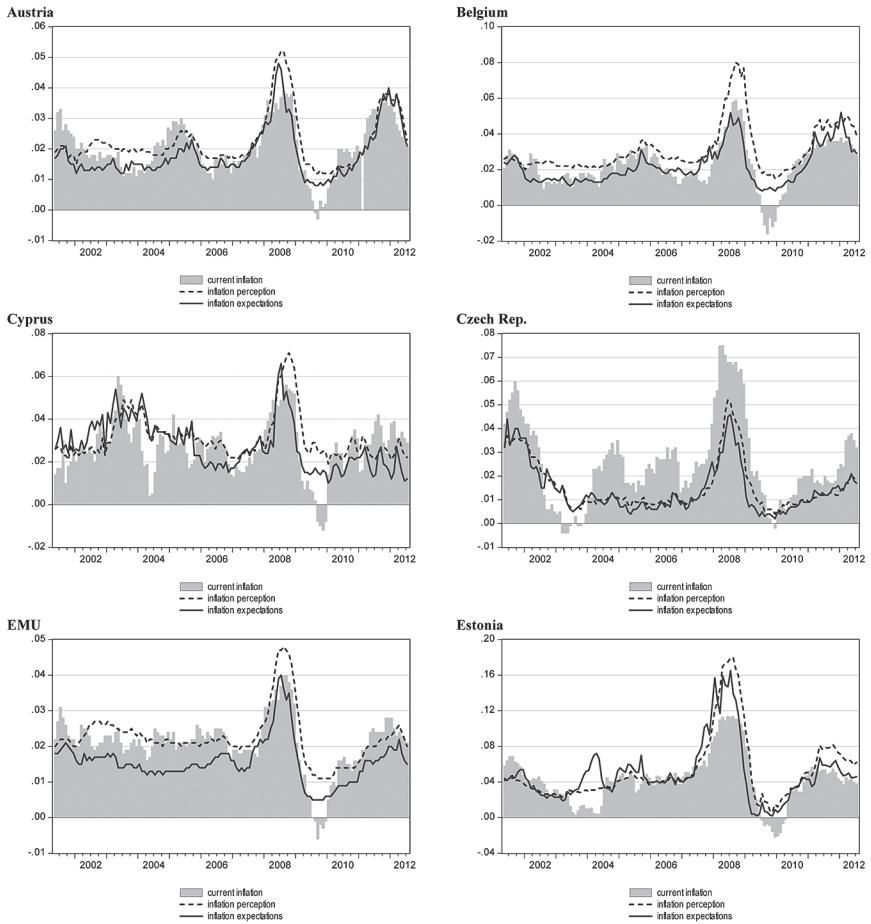 Austria
.06
.05
.04
.03
.02
.01
.00
-.01
2002 2004 2006 2008 2010 2012
current inflation
inflation perception
inflation expectations
Belgium
.10
.08
.06
.04
.02
.00
-.02
2002 2004 2006 2008 2010 2012
current inflation
inflation perception
inflation expectations
Cyprus
.08
.06
.04
.02
.00
-.02
2002 2004 2006 2008 2010 2012
current inflation
inflation perception
inflation expectations
Czech Rep.
.08
.07
.06
.05
.04
.03
.02
.01
.00
-.01
2002 2004 2006 2008 2010 2012
current inflation
inflation perception
inflation expectations
EMU
.05
.04
.03
.02
.01
.00
-.01
2002 2004 2006 2008 2010 2012
current inflation
inflation perception
inflation expectations
Estonia
.20
.16
.12
.08
.04
.00
-.04
2002 2004 2006 2008 2010 2012
current inflation
inflation perception
inflation expectations